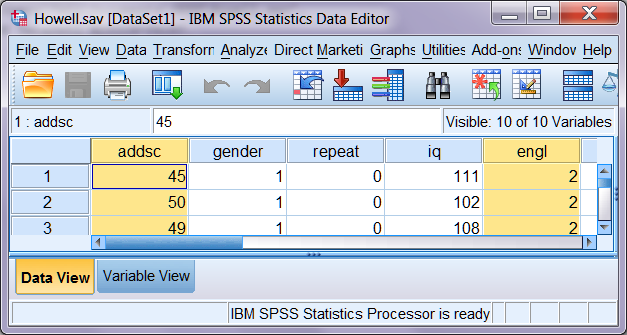 Howell.sav [DataSet1] - IBM SPSS Statistics Data Editor
File Edit View Data Transform Analyze Direct Marketi Graphs Utilities Add-ons Window Help
1 : addsc 45 Visible: 10 of 10 Variables
addsc gender repeat iq engl
1 45 1 0 111 2
2 50 1 0 102 2
3 49 1 0 108 2
Data View Variable View
IBM SPSS Statistics Processor is ready